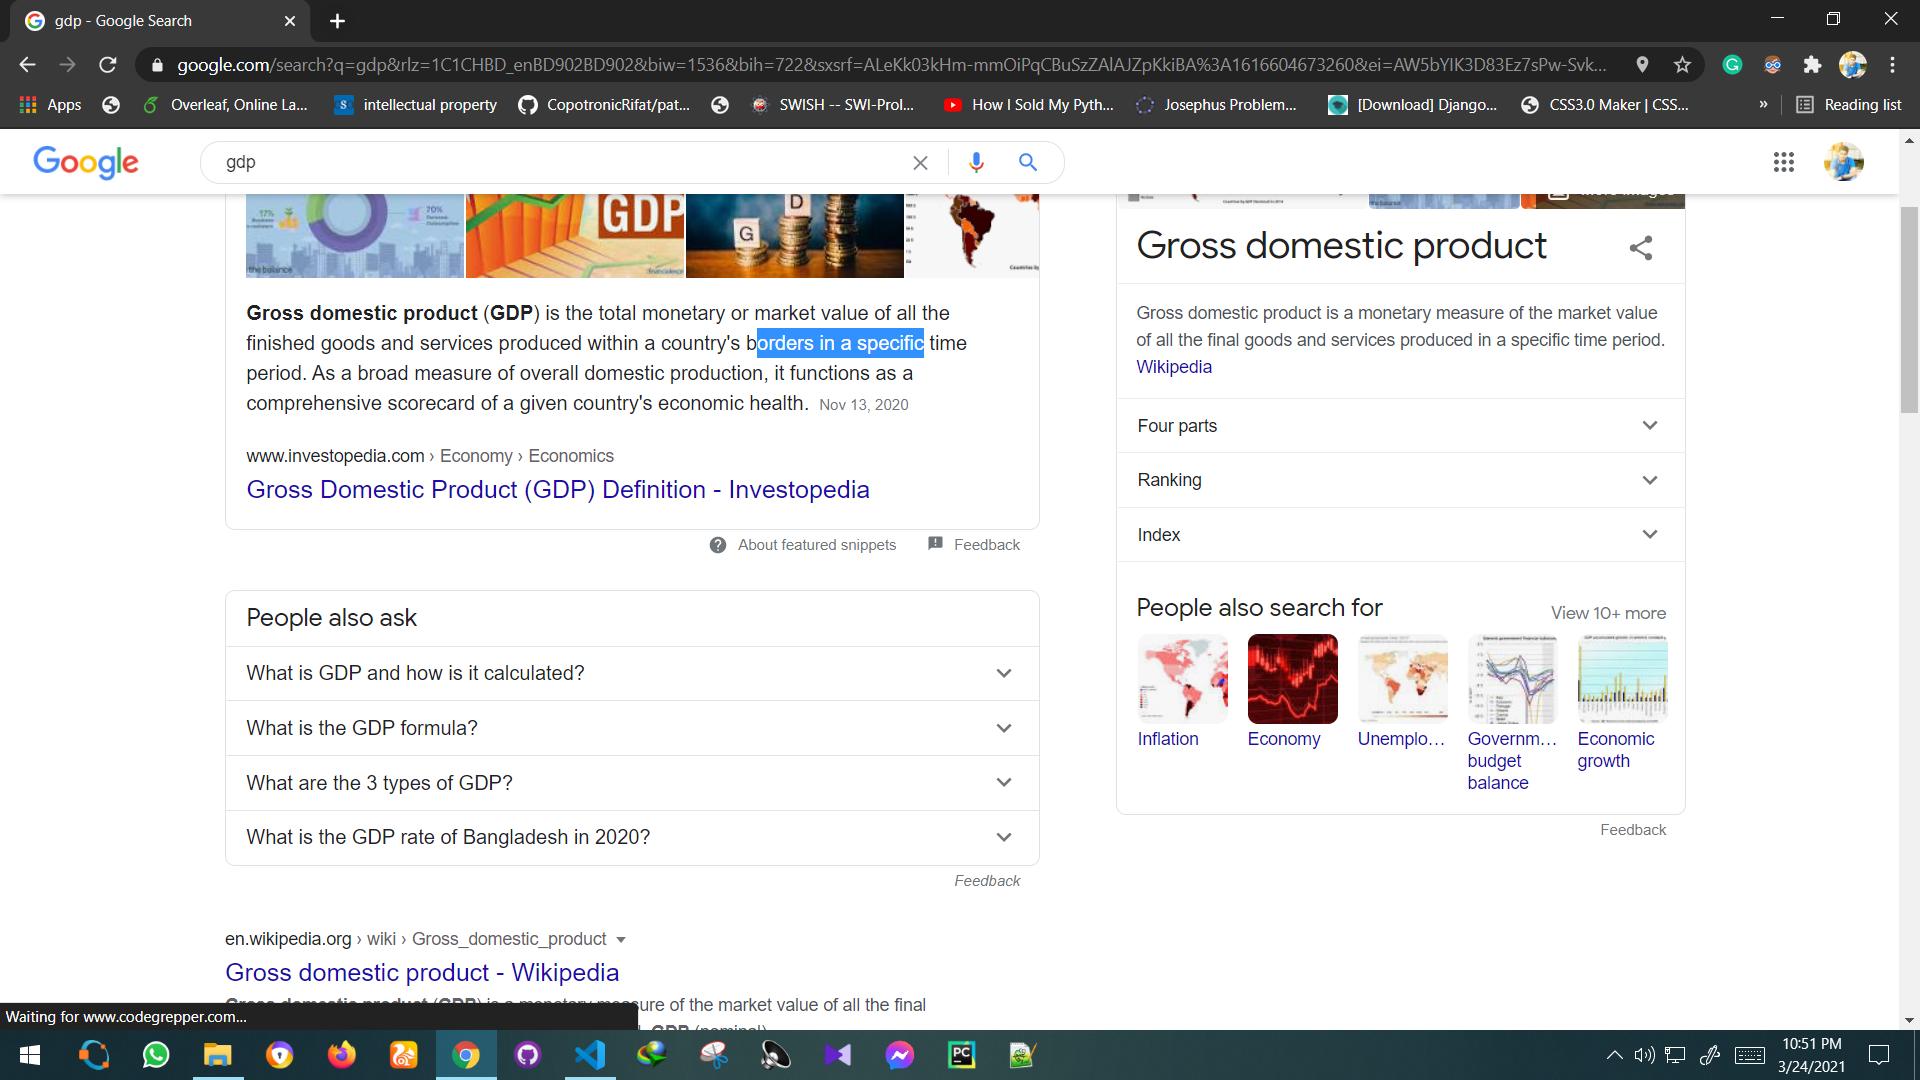 gdp - Google Search
google.com/search?q=gdp&rlz=1C1CHBD_enBD902BD902&biw=1536&bih=722&sxsrf=ALeKk03kHm-mmOiPqCBuSzZAlAJZpKkiBA%3A1616604673260&ei=AW5bYIK3D83Ez7sPw-Svk...
Apps
Overleaf, Online La...
intellectual property
CopotronicRifat/pat...
SWISH -- SWI-Prol...
How I Sold My Pyth...
Josephus Problem...
[Download] Django...
CSS3.0 Maker | CSS...
»
Reading list
Google
gdp
17%
70%
the balance
GDP
G
D
Gross domestic product (GDP) is the total monetary or market value of all the
finished goods and services produced within a country's borders in a specific time
period. As a broad measure of overall domestic production, it functions as a
comprehensive scorecard of a given country's economic health. Nov 13, 2020
www.investopedia.com › Economy › Economics
Gross Domestic Product (GDP) Definition - Investopedia
About featured snippets
Feedback
People also ask
What is GDP and how is it calculated?
What is the GDP formula?
What are the 3 types of GDP?
What is the GDP rate of Bangladesh in 2020?
Feedback
en.wikipedia.org › wiki › Gross_domestic_product
Gross domestic product - Wikipedia
Gross domestic product (GDP) is a monetary measure of the market value of all the final
GDP (nominal)
Gross domestic product
Gross domestic product is a monetary measure of the market value
of all the final goods and services produced in a specific time period.
Wikipedia
Four parts
Ranking
Index
People also search for
View 10+ more
Inflation
Economy
Unemplo...
Governm...
budget
balance
Economic
growth
Feedback
Waiting for www.codegrepper.com...
PC
10:51 PM
3/24/2021